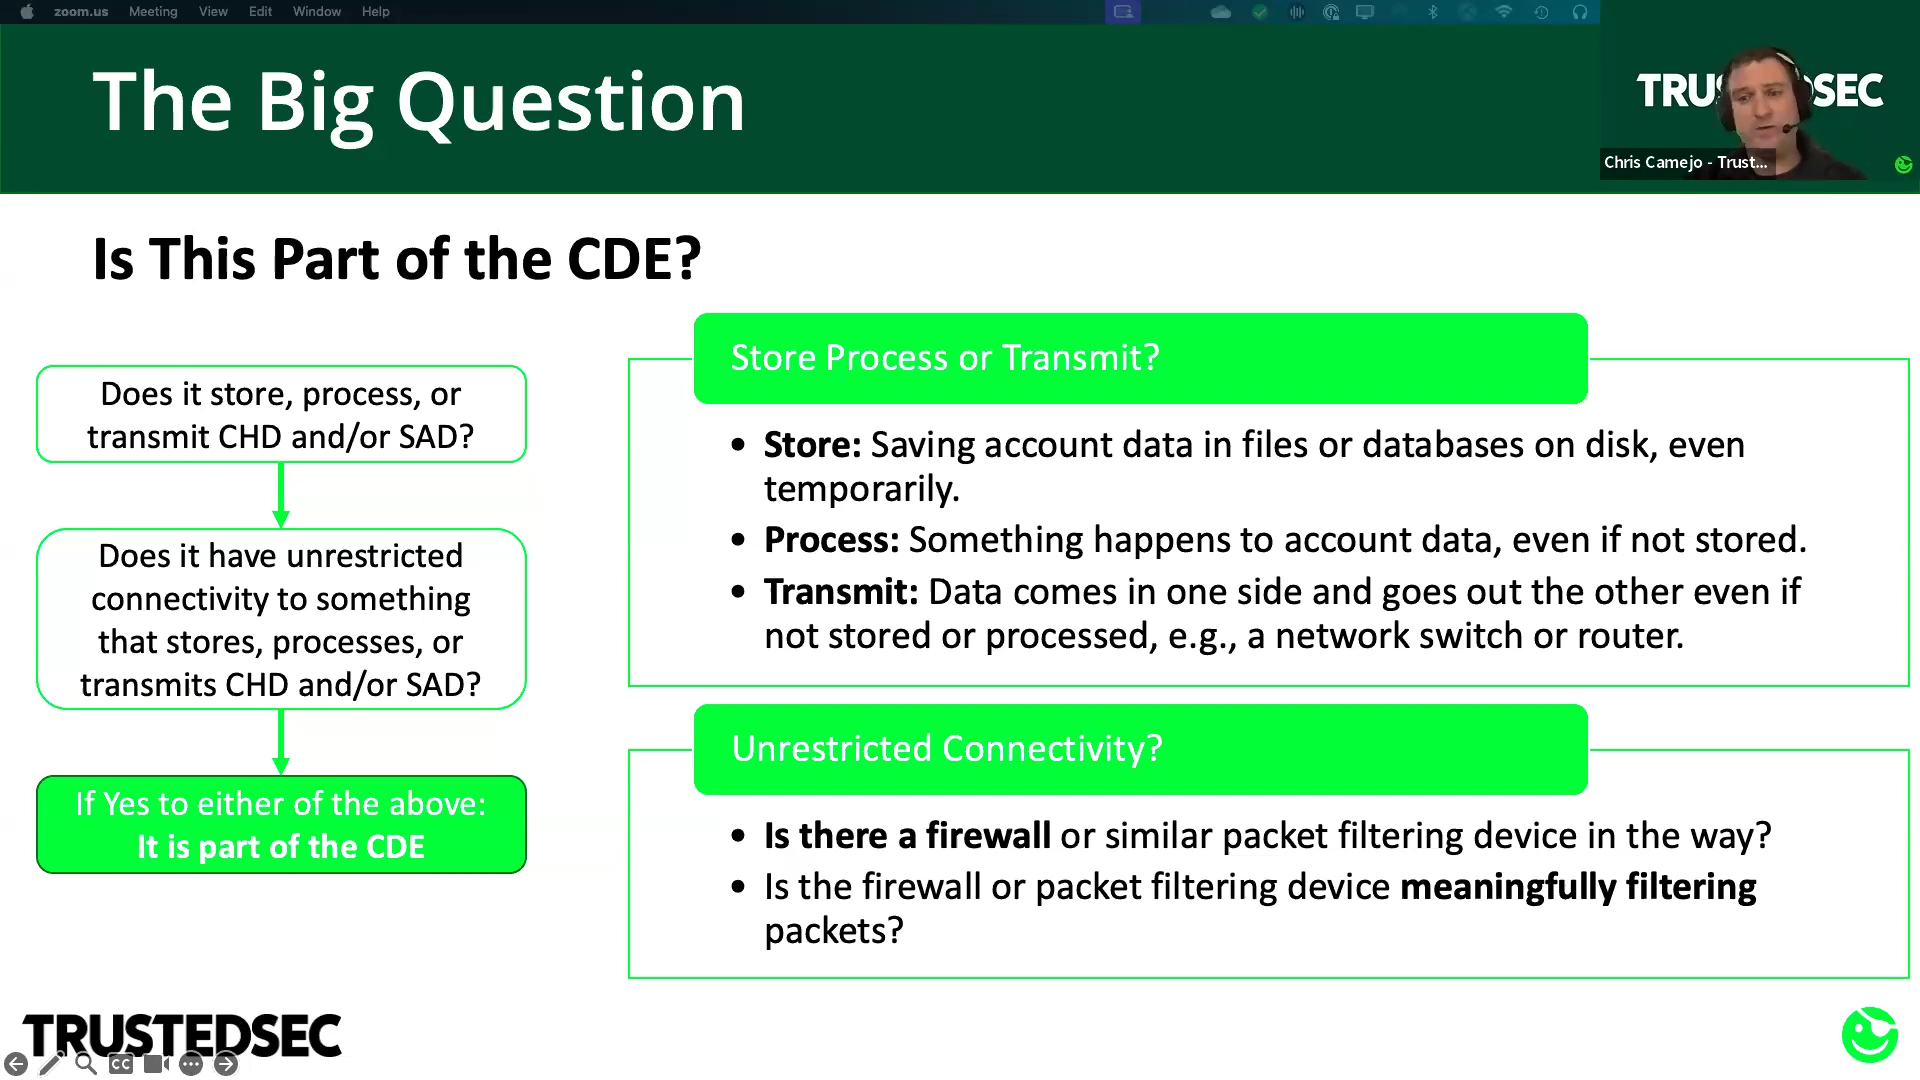 zoom.us Meeting View Edit Window Help
The Big Question
TRUSTEDSEC
Chris Camejo - Trust...
Is This Part of the CDE?
Does it store, process, or
transmit CHD and/or SAD?
Does it have unrestricted
connectivity to something
that stores, processes, or
transmits CHD and/or SAD?
If Yes to either of the above:
It is part of the CDE
Store Process or Transmit?
• Store: Saving account data in files or databases on disk, even
temporarily.
• Process: Something happens to account data, even if not stored.
• Transmit: Data comes in one side and goes out the other even if
not stored or processed, e.g., a network switch or router.
Unrestricted Connectivity?
• Is there a firewall or similar packet filtering device in the way?
• Is the firewall or packet filtering device meaningfully filtering
packets?
TRUSTEDSEC
CC